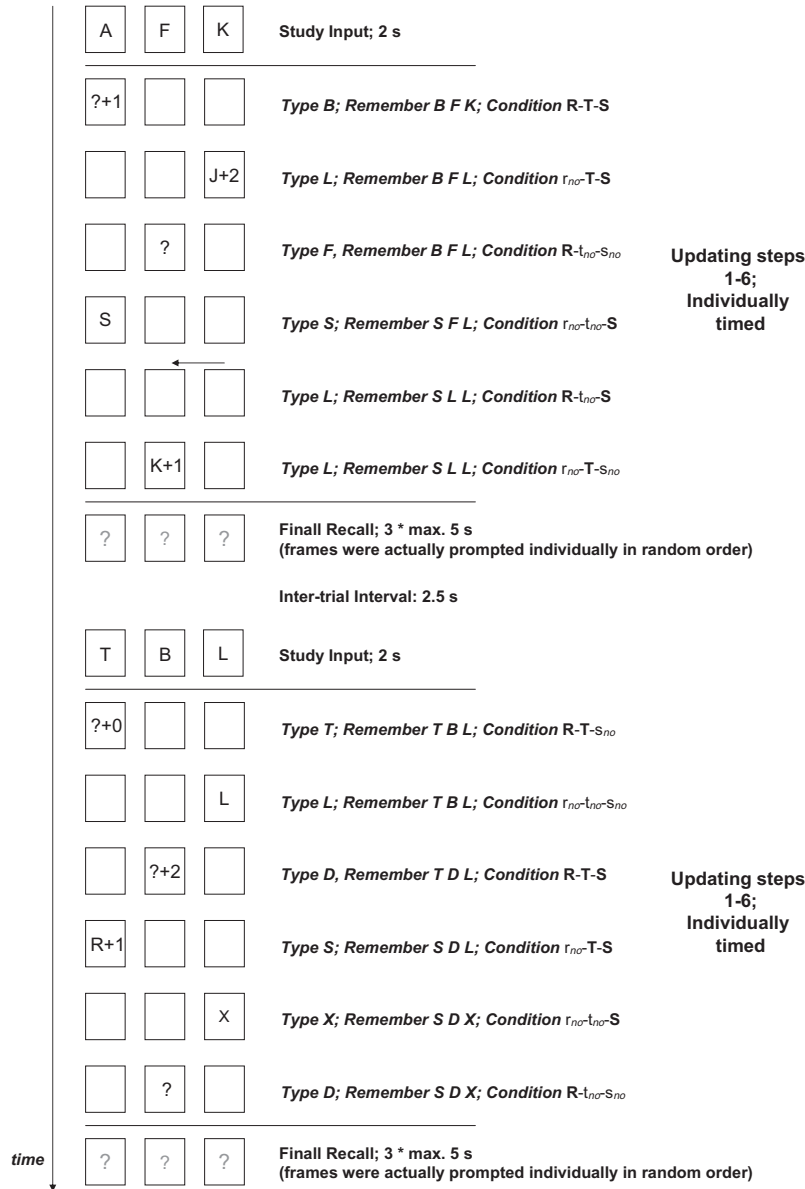 A F K Study Input; 2 s
?+1 Type B; Remember B F K; Condition R-T-S
J+2 Type L; Remember B F L; Condition rno-T-S
? Type F, Remember B F L; Condition R-tno-sno
Updating steps
1-6;
Individually
timed
S Type S; Remember S F L; Condition rno-tno-S
Type L; Remember S L L; Condition R-tno-S
K+1 Type L; Remember S L L; Condition rno-T-sno
? ? ? Finall Recall; 3 * max. 5 s
(frames were actually prompted individually in random order)
Inter-trial Interval: 2.5 s
T B L Study Input; 2 s
?+0 Type T; Remember T B L; Condition R-T-sno
L Type L; Remember T B L; Condition rno-tno-sno
?+2 Type D, Remember T D L; Condition R-T-S
Updating steps
1-6;
Individually
timed
R+1 Type S; Remember S D L; Condition rno-T-S
X Type X; Remember S D X; Condition rno-tno-S
? Type D; Remember S D X; Condition R-tno-sno
time
? ? ? Finall Recall; 3 * max. 5 s
(frames were actually prompted individually in random order)